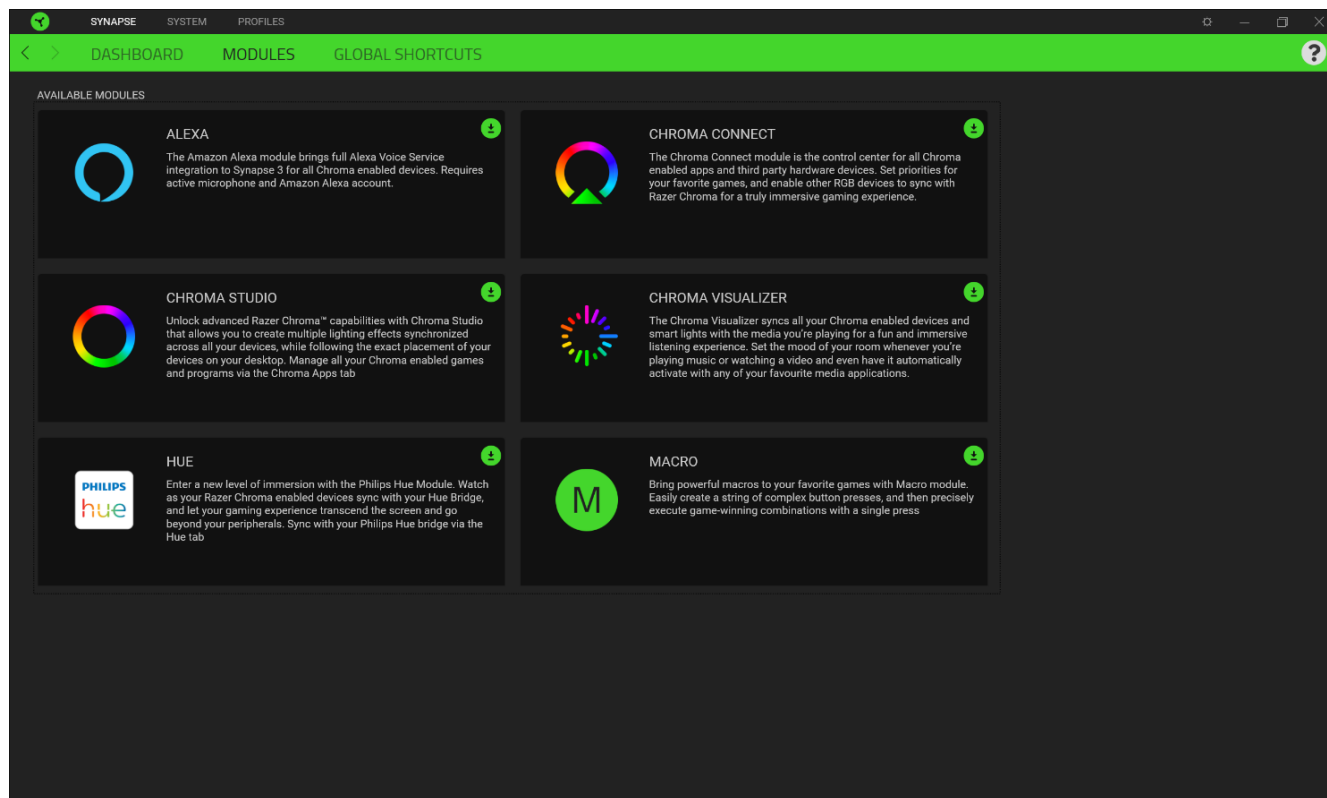 SYNAPSE SYSTEM PROFILES
DASHBOARD MODULES GLOBAL SHORTCUTS ?
AVAILABLE MODULES
ALEXA
The Amazon Alexa module brings full Alexa Voice Service
integration to Synapse 3 for all Chroma enabled devices. Requires
active microphone and Amazon Alexa account.
CHROMA CONNECT
The Chroma Connect module is the control center for all Chroma
enabled apps and third party hardware devices. Set priorities for
your favorite games, and enable other RGB devices to sync with
Razer Chroma for a truly immersive gaming experience.
CHROMA STUDIO
Unlock advanced Razer Chroma™ capabilities with Chroma Studio
that allows you to create multiple lighting effects synchronized
across all your devices, while following the exact placement of your
devices on your desktop. Manage all your Chroma enabled games
and programs via the Chroma Apps tab
CHROMA VISUALIZER
The Chroma Visualizer syncs all your Chroma enabled devices and
smart lights with the media you're playing for a fun and immersive
listening experience. Set the mood of your room whenever you're
playing music or watching a video and even have it automatically
activate with any of your favourite media applications.
PHILIPS
hue
HUE
Enter a new level of immersion with the Philips Hue Module. Watch
as your Razer Chroma enabled devices sync with your Hue Bridge,
and let your gaming experience transcend the screen and go
beyond your peripherals. Sync with your Philips Hue bridge via the
Hue tab
M
MACRO
Bring powerful macros to your favorite games with Macro module.
Easily create a string of complex button presses, and then precisely
execute game-winning combinations with a single press